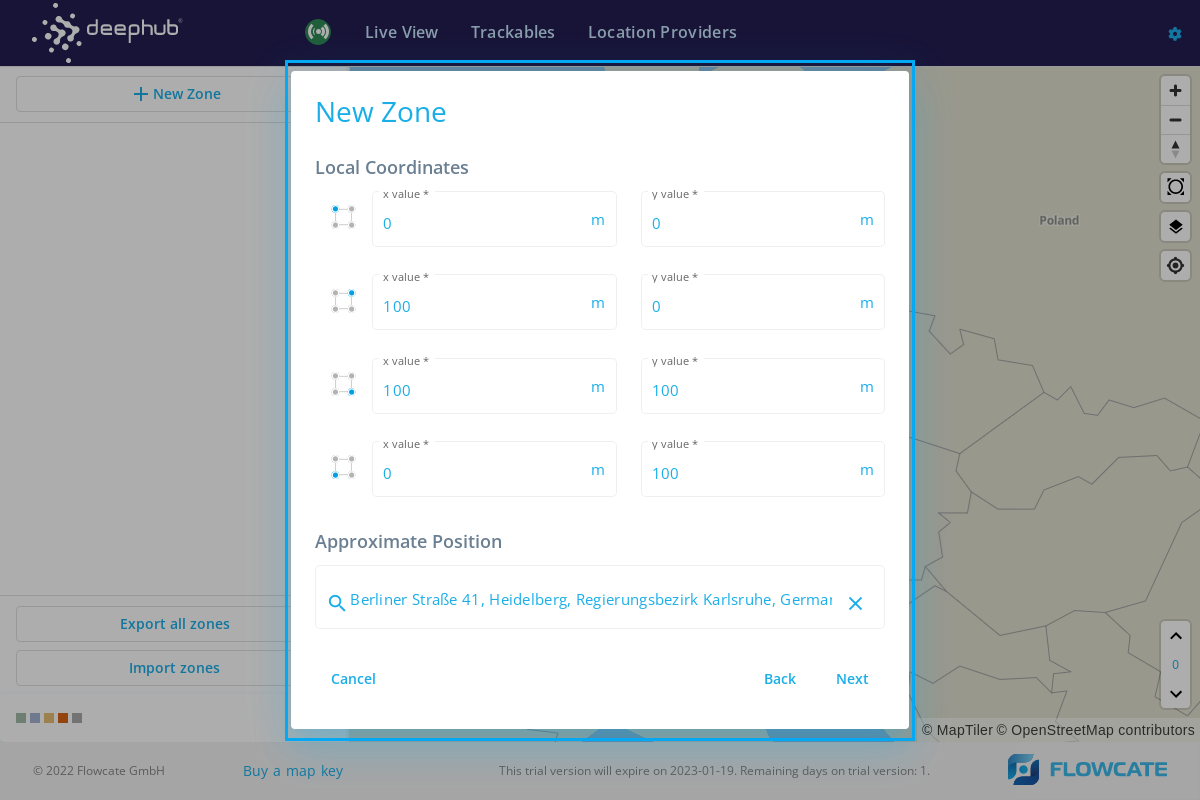 deephub
Live View
Trackables
Location Providers
New Zone
New Zone
Local Coordinates
x value *
0 m
y value *
0 m
x value *
100 m
y value *
0 m
x value *
100 m
y value *
100 m
x value *
0 m
y value *
100 m
Approximate Position
Berliner Straße 41, Heidelberg, Regierungsbezirk Karlsruhe, German
Cancel
Back
Next
Export all zones
Import zones
Poland
0
© MapTiler © OpenStreetMap contributors
© 2022 Flowcate GmbH
Buy a map key
This trial version will expire on 2023-01-19. Remaining days on trial version: 1.
FLOWCATE